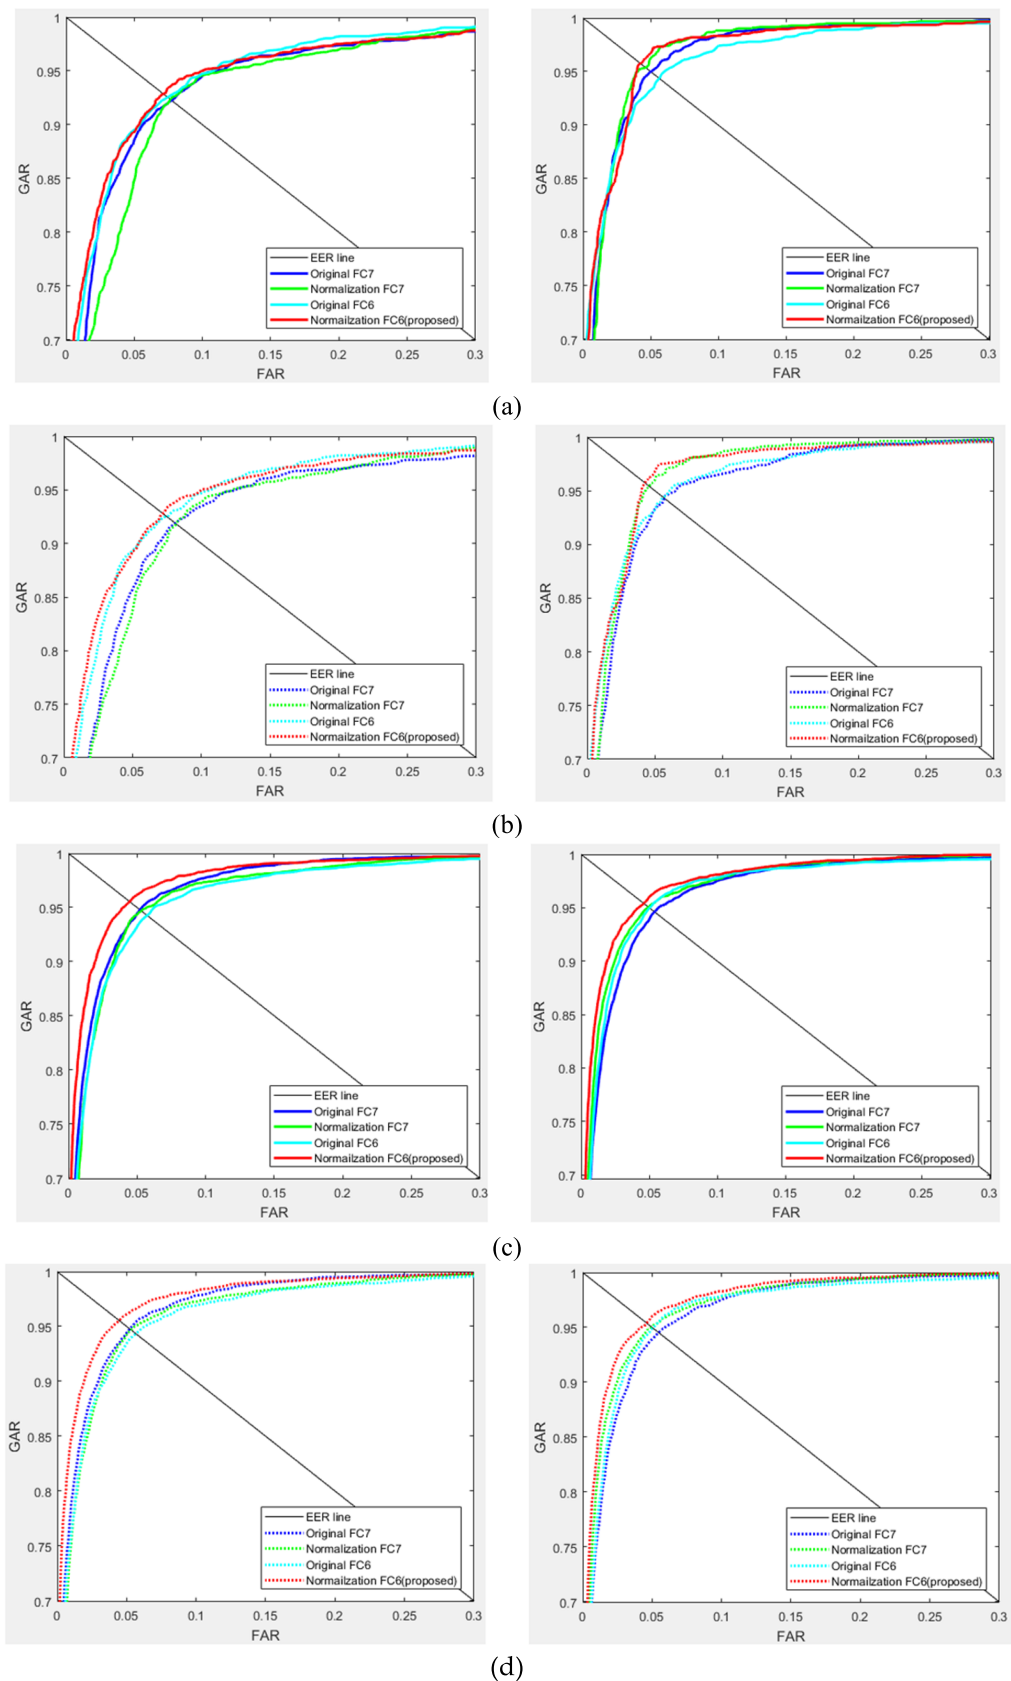 1
0.95
0.9
0.85
0.8
0.75
0.7
GAR
EER line
Original FC7
Normalization FC7
Original FC6
Normailzation FC6(proposed)
0 0.05 0.1 0.15 0.2 0.25 0.3
FAR
1
0.95
0.9
0.85
0.8
0.75
0.7
GAR
EER line
Original FC7
Normalization FC7
Original FC6
Normailzation FC6(proposed)
0 0.05 0.1 0.15 0.2 0.25 0.3
FAR
(a)
1
0.95
0.9
0.85
0.8
0.75
0.7
GAR
EER line
Original FC7
Normalization FC7
Original FC6
Normailzation FC6(proposed)
0 0.05 0.1 0.15 0.2 0.25 0.3
FAR
1
0.95
0.9
0.85
0.8
0.75
0.7
GAR
EER line
Original FC7
Normalization FC7
Original FC6
Normailzation FC6(proposed)
0 0.05 0.1 0.15 0.2 0.25 0.3
FAR
(b)
1
0.95
0.9
0.85
0.8
0.75
0.7
GAR
EER line
Original FC7
Normalization FC7
Original FC6
Normailzation FC6(proposed)
0 0.05 0.1 0.15 0.2 0.25 0.3
FAR
1
0.95
0.9
0.85
0.8
0.75
0.7
GAR
EER line
Original FC7
Normalization FC7
Original FC6
Normailzation FC6(proposed)
0 0.05 0.1 0.15 0.2 0.25 0.3
FAR
(c)
1
0.95
0.9
0.85
0.8
0.75
0.7
GAR
EER line
Original FC7
Normalization FC7
Original FC6
Normailzation FC6(proposed)
0 0.05 0.1 0.15 0.2 0.25 0.3
FAR
1
0.95
0.9
0.85
0.8
0.75
0.7
GAR
EER line
Original FC7
Normalization FC7
Original FC6
Normailzation FC6(proposed)
0 0.05 0.1 0.15 0.2 0.25 0.3
FAR
(d)